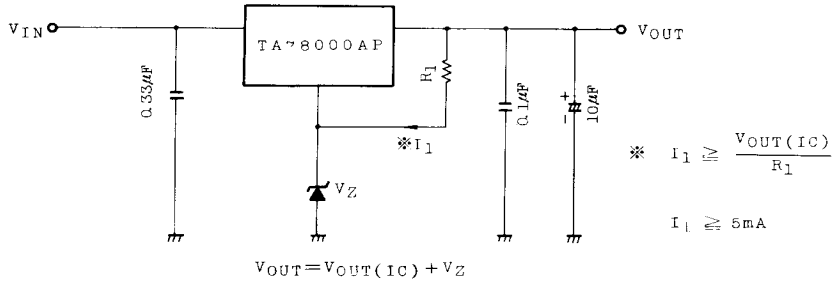 VIN
TA78000AP
VOUT
0.33μF
R1
0.1μF
+
-
10μF
※I1
VZ
※ I1 ≧ VOUT(IC)
R1
I1 ≧ 5mA
VOUT=VOUT(IC)+VZ